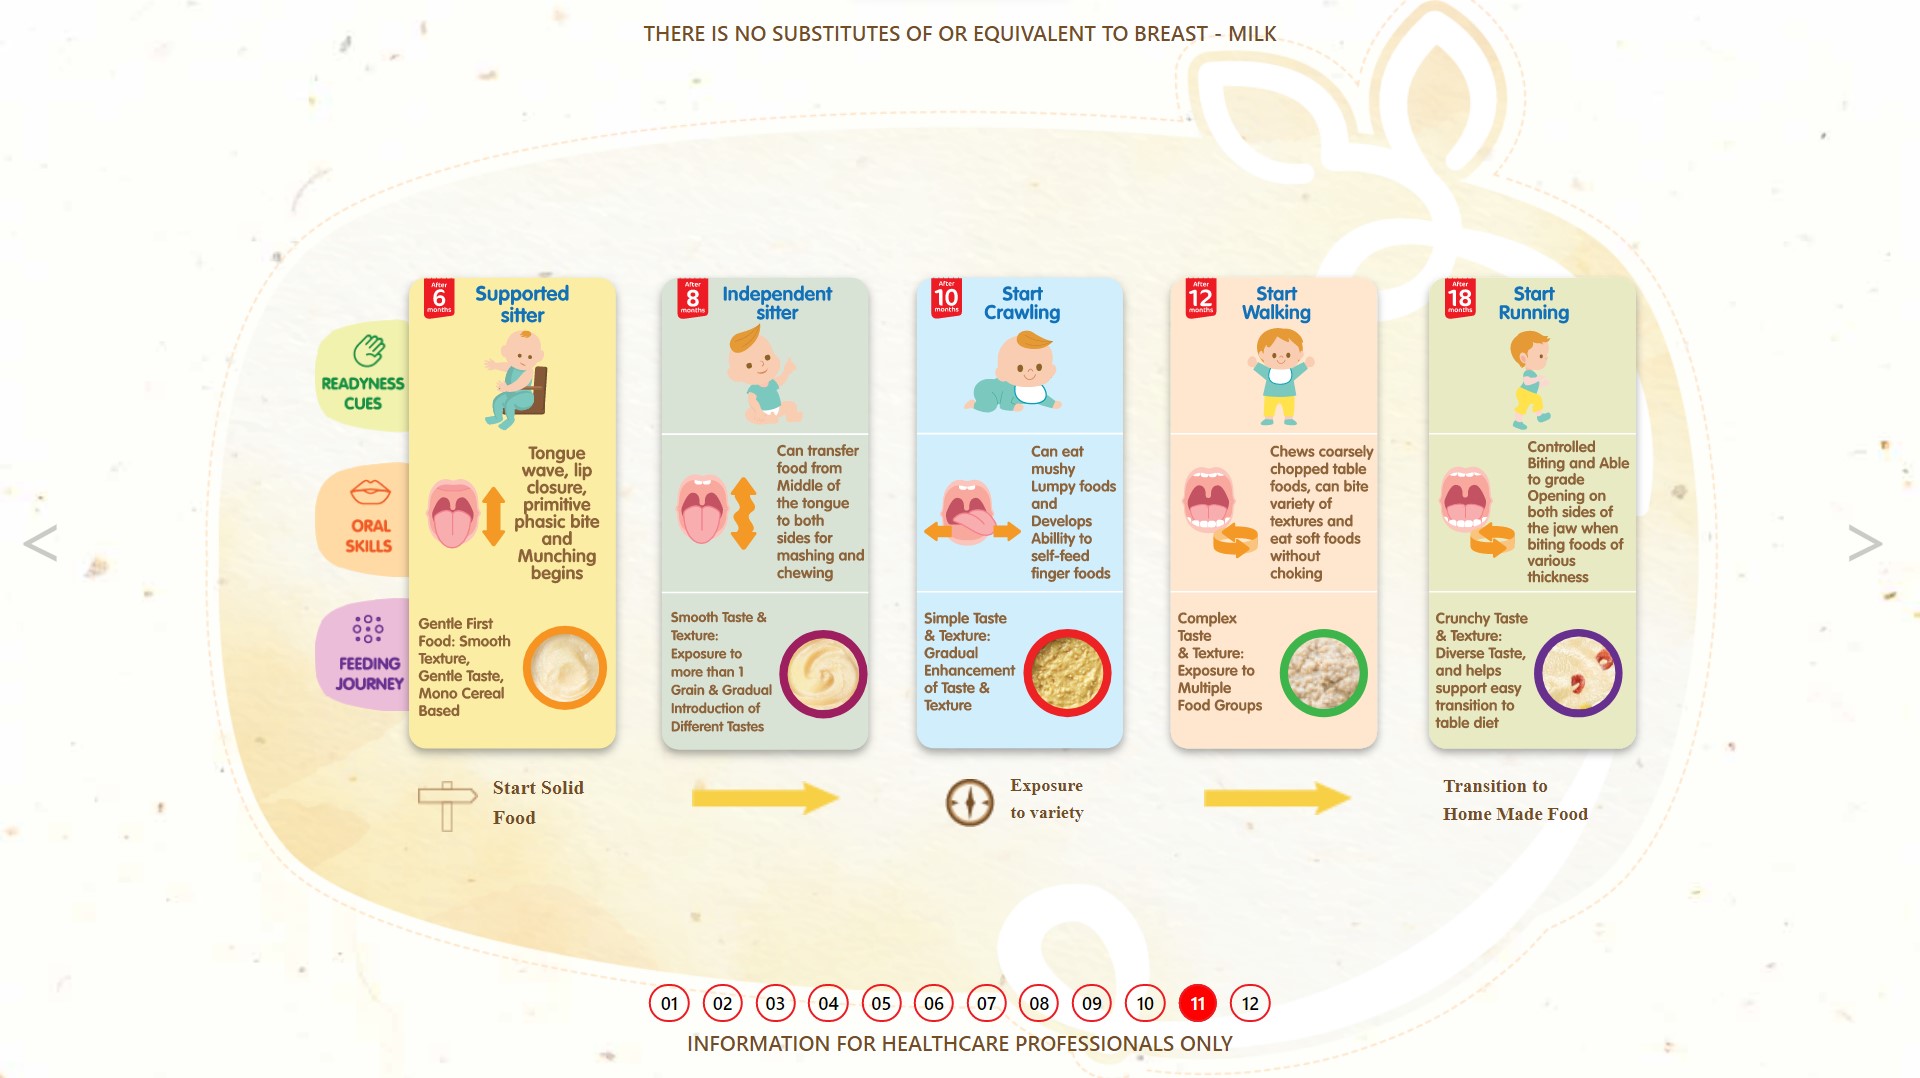 THERE IS NO SUBSTITUTES OF OR EQUIVALENT TO BREAST - MILK
READYNESS
CUES
ORAL
SKILLS
FEEDING
JOURNEY
After
6
months
Supported
sitter
Tongue
wave, lip
closure,
primitive
phasic bite
and
Munching
begins
Gentle First
Food: Smooth
Texture,
Gentle Taste,
Mono Cereal
Based
After
8
months
Independent
sitter
Can transfer
food from
Middle of
the tongue
to both
sides for
mashing and
chewing
Smooth Taste &
Texture:
Exposure to
more than 1
Grain & Gradual
Introduction of
Different Tastes
After
10
months
Start
Crawling
Can eat
mushy
Lumpy foods
and
Develops
Abillity to
self-feed
finger foods
Simple Taste
& Texture:
Gradual
Enhancement
of Taste &
Texture
After
12
months
Start
Walking
Chews coarsely
chopped table
foods, can bite
variety of
textures and
eat soft foods
without
choking
Complex
Taste
& Texture:
Exposure to
Multiple
Food Groups
After
18
months
Start
Running
Controlled
Biting and Able
to grade
Opening on
both sides of
the jaw when
biting foods of
various
thickness
Crunchy Taste
& Texture:
Diverse Taste,
and helps
support easy
transition to
table diet
Start Solid
Food
Exposure
to variety
Transition to
Home Made Food
< >
01 02 03 04 05 06 07 08 09 10 11 12
INFORMATION FOR HEALTHCARE PROFESSIONALS ONLY